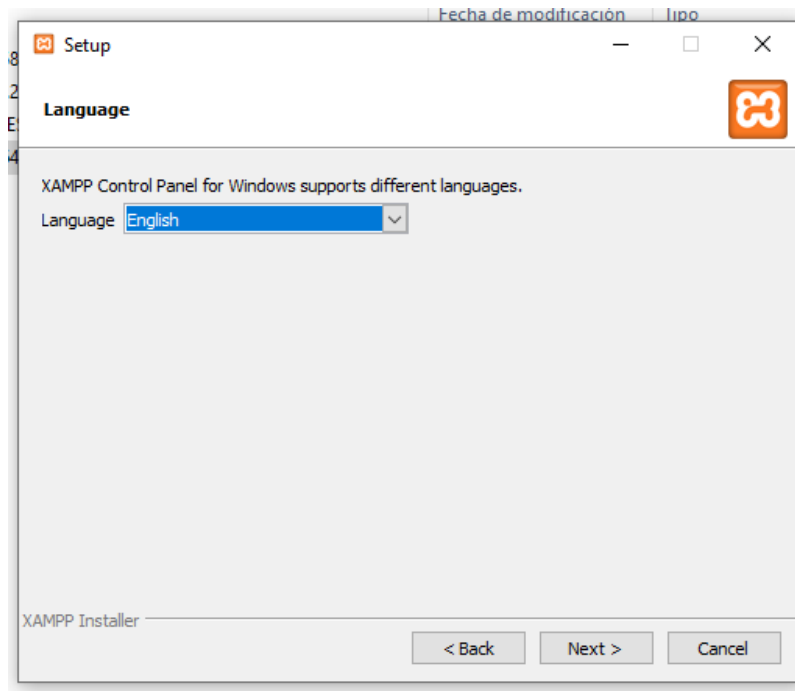 Fecha de modificación Tipo
Setup
Language
XAMPP Control Panel for Windows supports different languages.
Language English
XAMPP Installer
< Back Next > Cancel